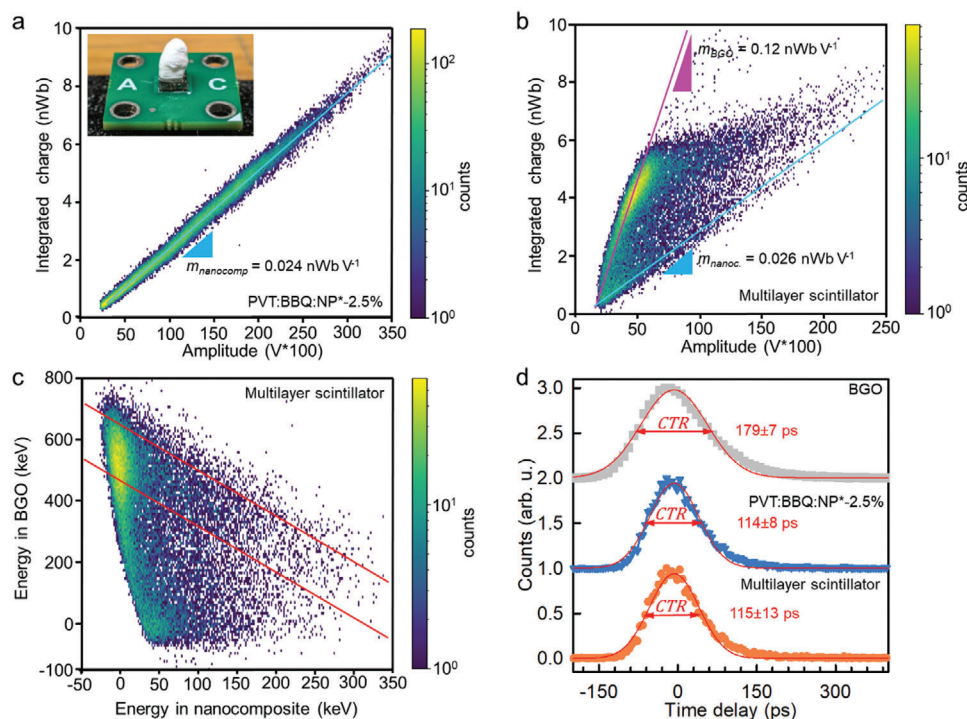 a
10
8
6
4
2
0
Integrated charge (nWb)
0 50 100 150 200 250 300 350
Amplitude (V*100)
A C
m_nanocomp = 0.024 nWb V⁻¹
PVT:BBQ:NP*-2.5%
10²
10¹
10⁰
counts
b
10
8
6
4
2
0
Integrated charge (nWb)
0 50 100 150 200 250
Amplitude (V*100)
m_BGO = 0.12 nWb V⁻¹
m_nanoc. = 0.026 nWb V⁻¹
Multilayer scintillator
10¹
10⁰
counts
c
800
600
400
200
0
-100
Energy in BGO (keV)
-50 0 50 100 150 200 250 300 350
Energy in nanocomposite (keV)
Multilayer scintillator
10¹
10⁰
counts
d
3.0
2.5
2.0
1.5
1.0
0.5
0.0
Counts (arb. u.)
BGO
CTR
179±7 ps
PVT:BBQ:NP*-2.5%
CTR
114±8 ps
Multilayer scintillator
CTR
115±13 ps
-150 0 150 300
Time delay (ps)